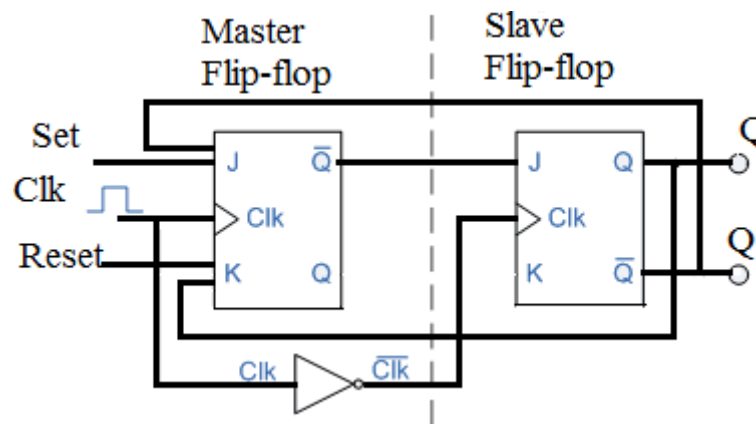 Master
Flip-flop
Slave
Flip-flop
Set
Clk
Reset
J Q̅
Clk
K Q
J Q
Clk
K Q̅
Q
Q
Clk
C̅l̅k̅